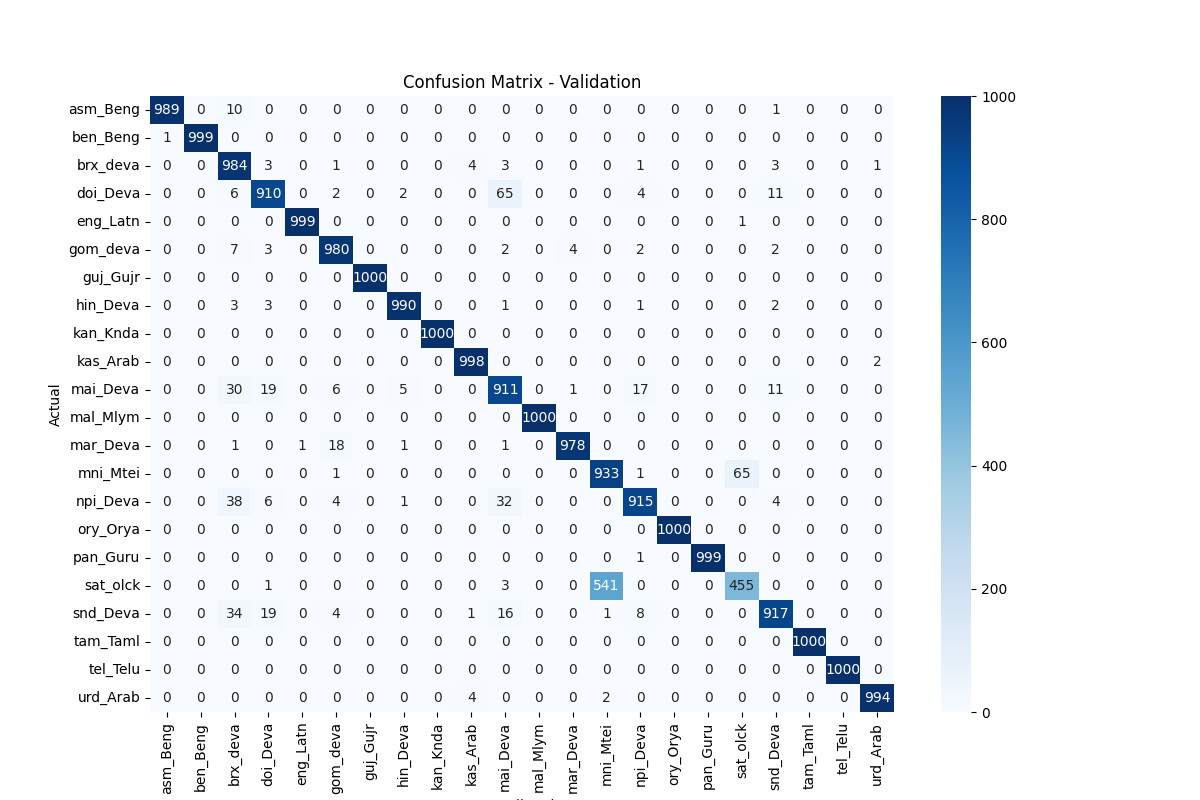 Confusion Matrix - Validation
asm_Beng 989 0 10 0 0 0 0 0 0 0 0 0 0 0 0 0 0 0 1 0 0 0
ben_Beng 1 999 0 0 0 0 0 0 0 0 0 0 0 0 0 0 0 0 0 0 0 0
brx_deva 0 0 984 3 0 1 0 0 0 4 3 0 0 0 1 0 0 0 3 0 0 1
doi_Deva 0 0 6 910 0 2 0 2 0 0 65 0 0 0 4 0 0 0 11 0 0 0
eng_Latn 0 0 0 0 999 0 0 0 0 0 0 0 0 0 0 0 0 1 0 0 0 0
gom_deva 0 0 7 3 0 980 0 0 0 0 2 0 4 0 2 0 0 0 2 0 0 0
guj_Gujr 0 0 0 0 0 0 1000 0 0 0 0 0 0 0 0 0 0 0 0 0 0 0
hin_Deva 0 0 3 3 0 0 0 990 0 0 1 0 0 0 1 0 0 0 2 0 0 0
kan_Knda 0 0 0 0 0 0 0 0 1000 0 0 0 0 0 0 0 0 0 0 0 0 0
kas_Arab 0 0 0 0 0 0 0 0 0 998 0 0 0 0 0 0 0 0 0 0 0 2
mai_Deva 0 0 30 19 0 6 0 5 0 0 911 0 1 0 17 0 0 0 11 0 0 0
mal_Mlym 0 0 0 0 0 0 0 0 0 0 0 1000 0 0 0 0 0 0 0 0 0 0
mar_Deva 0 0 1 0 1 18 0 1 0 0 1 0 978 0 0 0 0 0 0 0 0 0
mni_Mtei 0 0 0 0 0 1 0 0 0 0 0 0 0 933 1 0 0 65 0 0 0 0
npi_Deva 0 0 38 6 0 4 0 1 0 0 32 0 0 0 915 0 0 0 4 0 0 0
ory_Orya 0 0 0 0 0 0 0 0 0 0 0 0 0 0 0 1000 0 0 0 0 0 0
pan_Guru 0 0 0 0 0 0 0 0 0 0 0 0 0 0 1 0 999 0 0 0 0 0
sat_olck 0 0 0 1 0 0 0 0 0 0 3 0 0 541 0 0 0 455 0 0 0 0
snd_Deva 0 0 34 19 0 4 0 0 0 1 16 0 0 1 8 0 0 0 917 0 0 0
tam_Taml 0 0 0 0 0 0 0 0 0 0 0 0 0 0 0 0 0 0 0 1000 0 0
tel_Telu 0 0 0 0 0 0 0 0 0 0 0 0 0 0 0 0 0 0 0 0 1000 0
urd_Arab 0 0 0 0 0 0 0 0 0 4 0 0 0 2 0 0 0 0 0 0 0 994
Actual
asm_Beng ben_Beng brx_deva doi_Deva eng_Latn gom_deva guj_Gujr hin_Deva kan_Knda kas_Arab mai_Deva mal_Mlym mar_Deva mni_Mtei npi_Deva ory_Orya pan_Guru sat_olck snd_Deva tam_Taml tel_Telu urd_Arab
1000
800
600
400
200
0